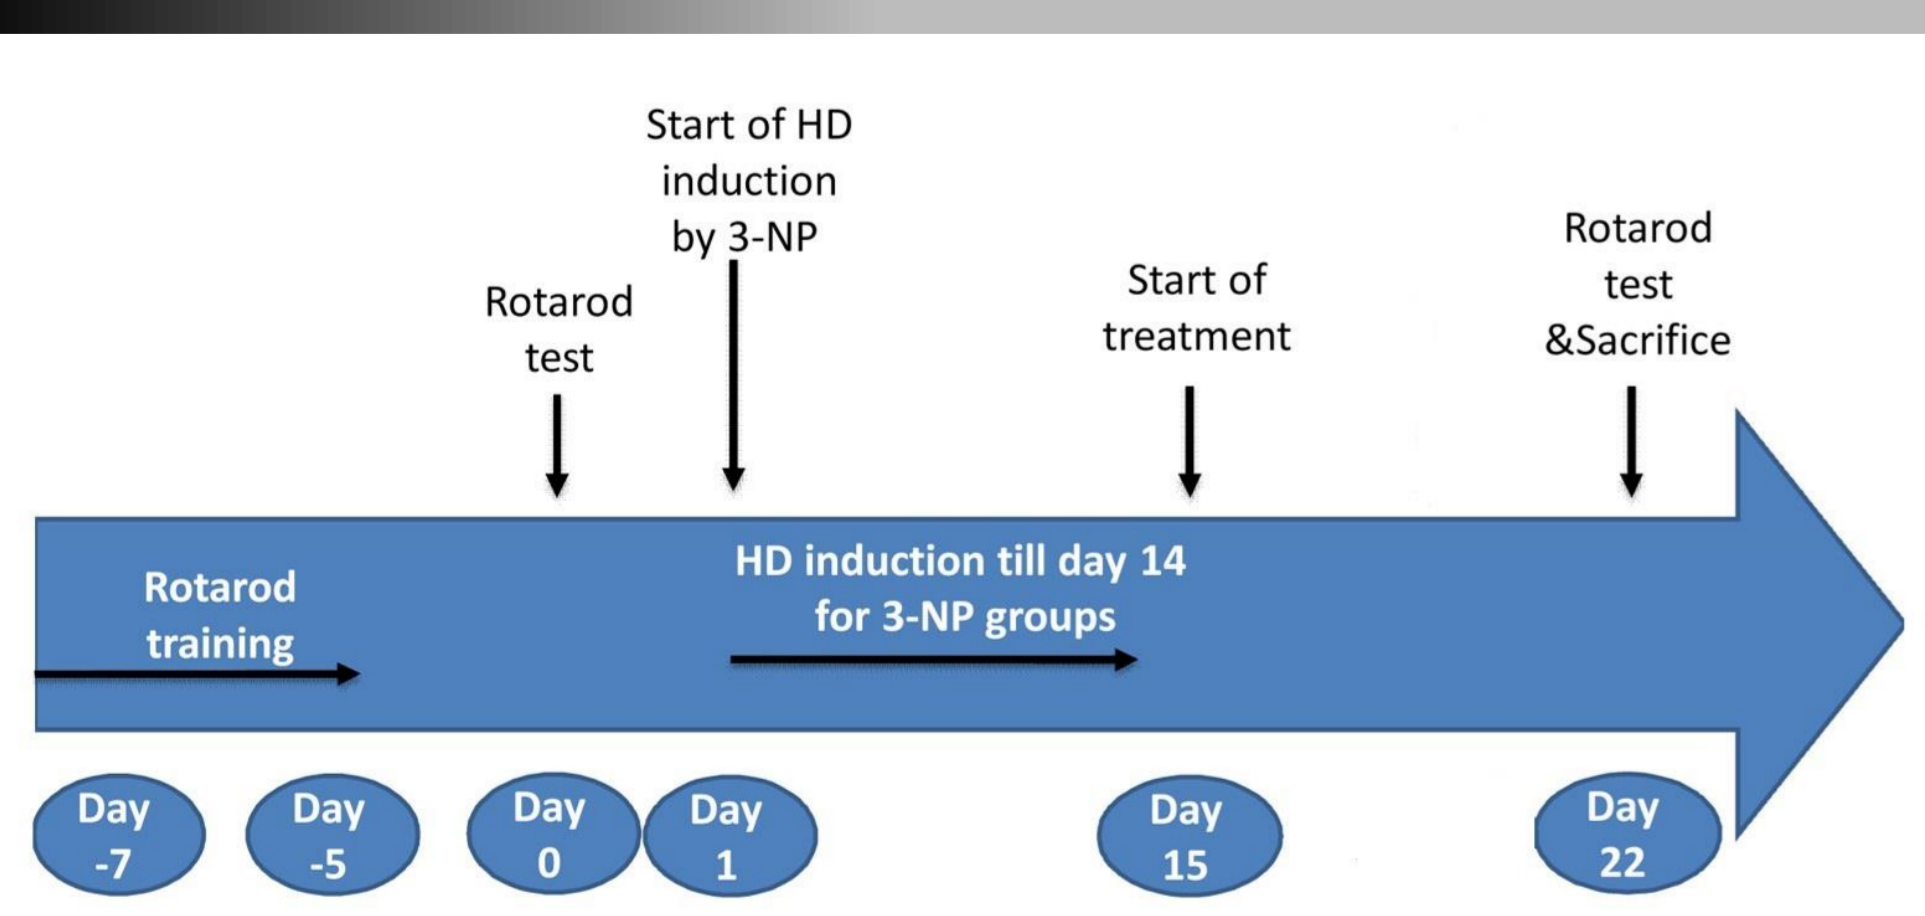 Start of HD
induction
by 3-NP
Rotarod
test
Start of
treatment
Rotarod
test
&Sacrifice
Rotarod
training
HD induction till day 14
for 3-NP groups
Day
-7
Day
-5
Day
0
Day
1
Day
15
Day
22